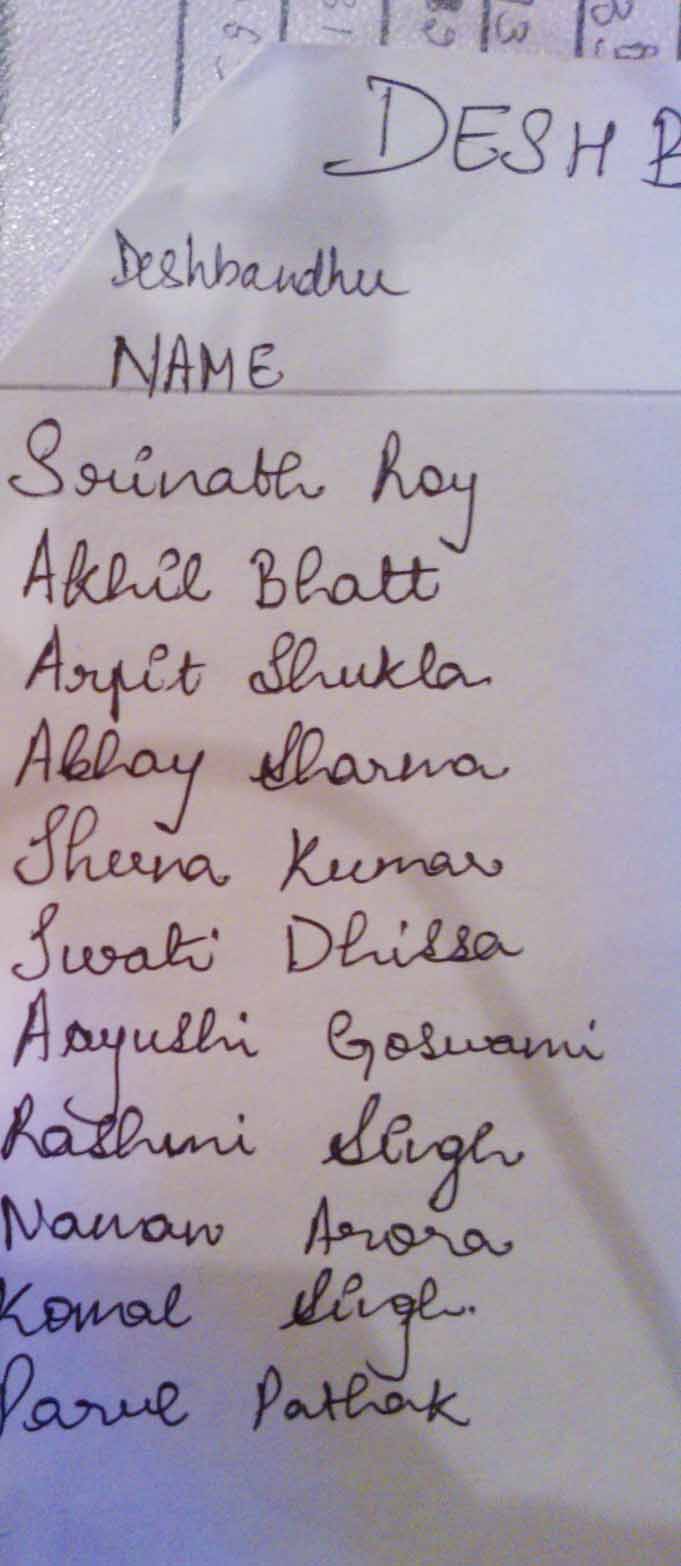 DESH B
Deshbandhu
NAME
Srinath Roy
Akhil Bhatt
Arpit Shukla
Abhay Sharma
Sheena Kumar
Swati Dhissa
Aayushi Goswami
Rashmi Singh
Naman Arora
Komal Singh
Parul Pathak